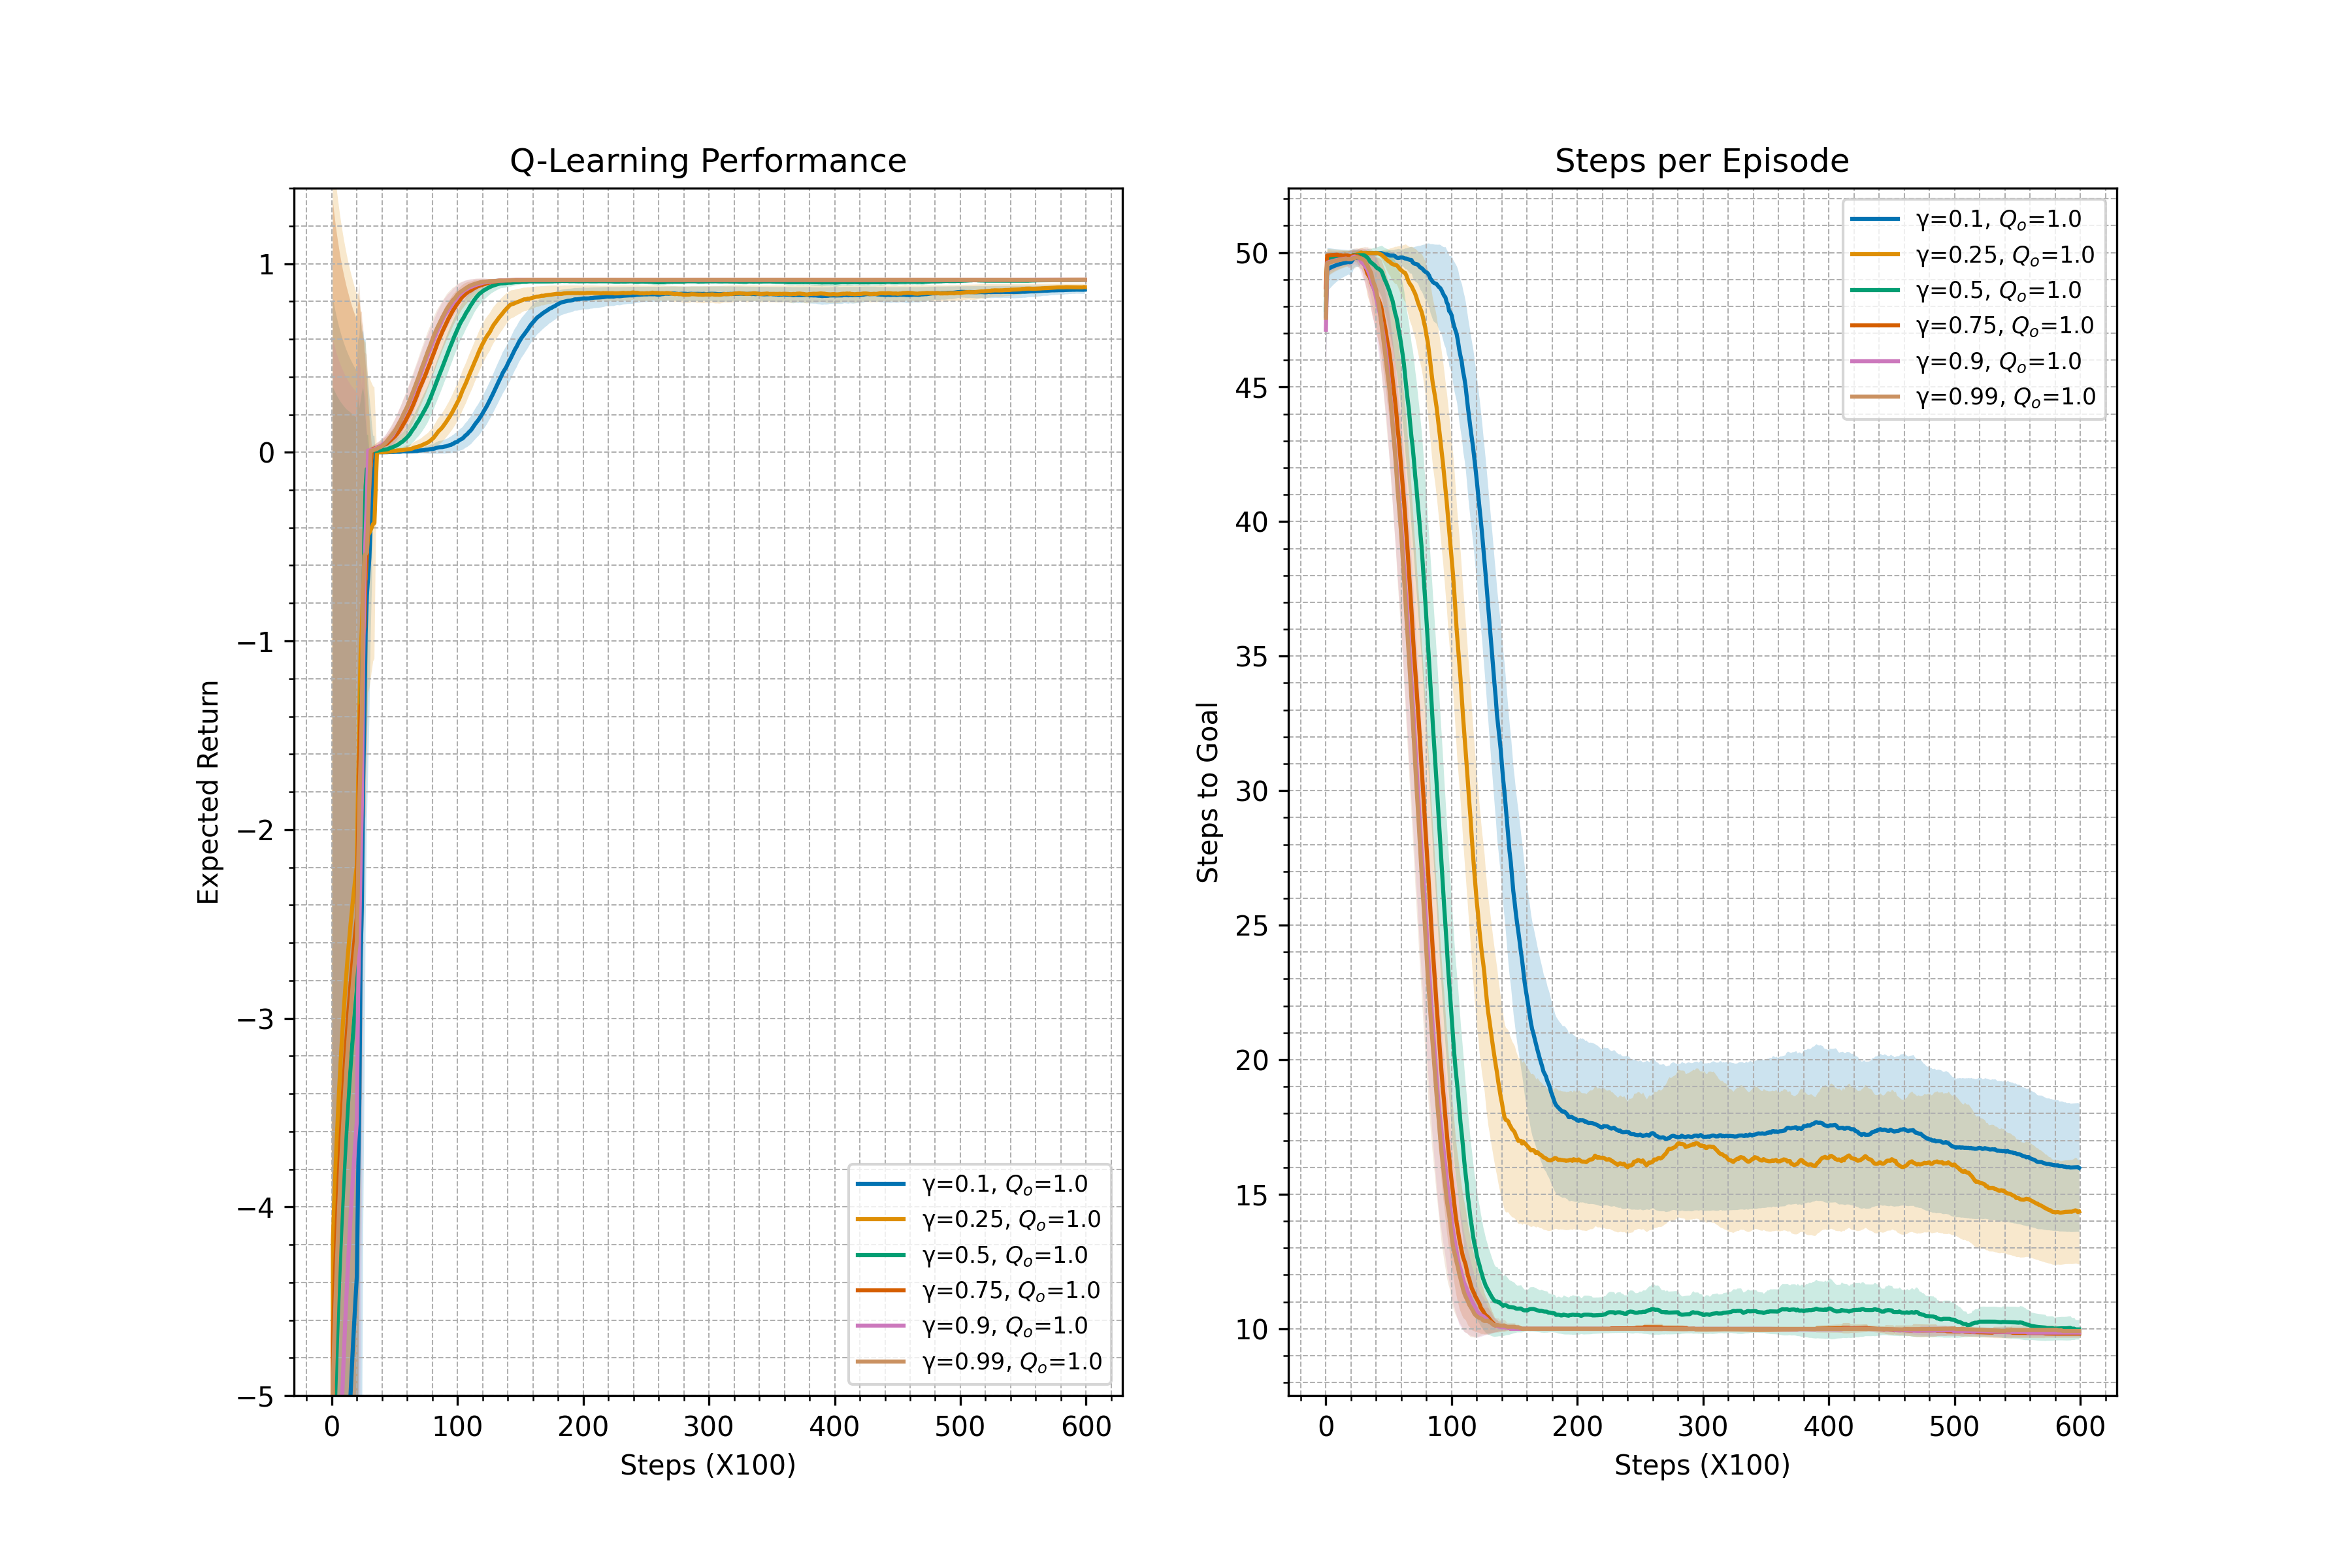 Q-Learning Performance
1
0
−1
−2
−3
−4
−5
Expected Return
0 100 200 300 400 500 600
Steps (X100)
γ=0.1, Qo=1.0
γ=0.25, Qo=1.0
γ=0.5, Qo=1.0
γ=0.75, Qo=1.0
γ=0.9, Qo=1.0
γ=0.99, Qo=1.0
Steps per Episode
50
45
40
35
30
25
20
15
10
Steps to Goal
0 100 200 300 400 500 600
Steps (X100)
γ=0.1, Qo=1.0
γ=0.25, Qo=1.0
γ=0.5, Qo=1.0
γ=0.75, Qo=1.0
γ=0.9, Qo=1.0
γ=0.99, Qo=1.0